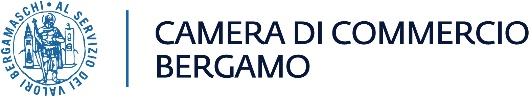 BERGAMASCHI • AL SERVIZIO DEI VALORI
CAMERA DI COMMERCIO
BERGAMO